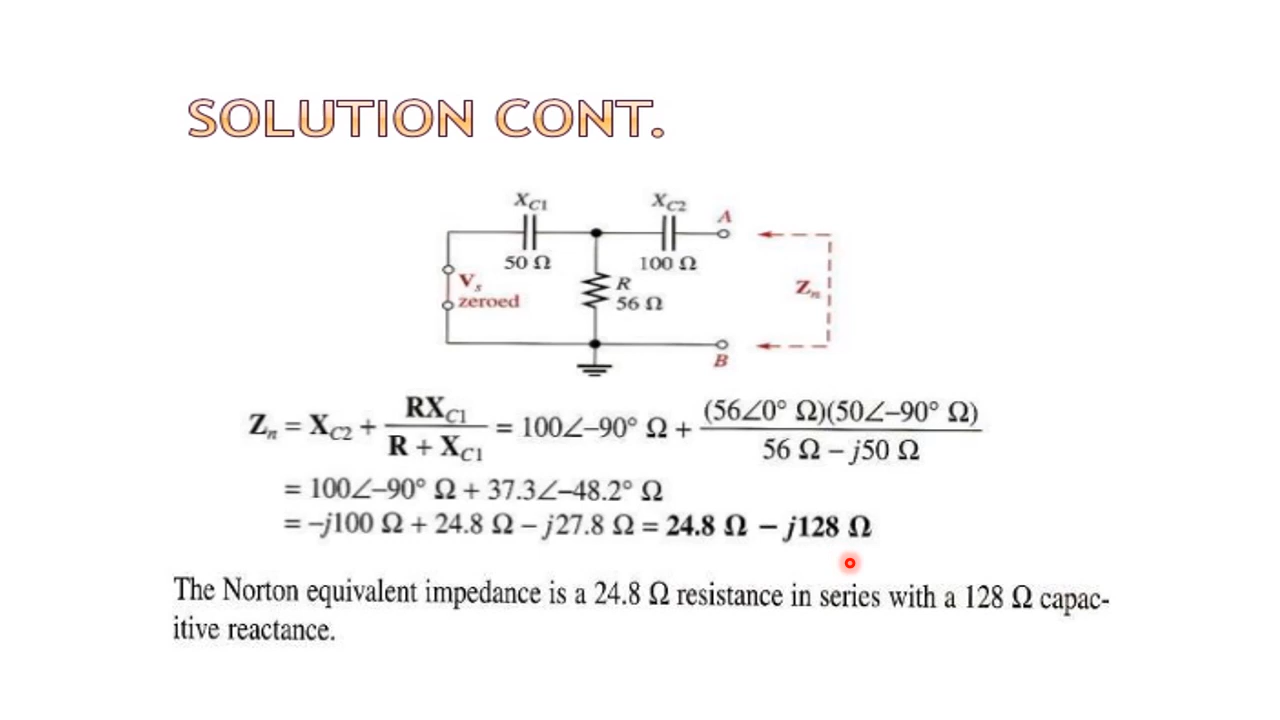 SOLUTION CONT.
X_C1 X_C2 A
50 Ω 100 Ω
V_s R Z_n
zeroed 56 Ω
B
Z_n = X_C2 + RX_C1 / (R + X_C1) = 100∠–90° Ω + (56∠0° Ω)(50∠–90° Ω) / (56 Ω – j50 Ω)
= 100∠–90° Ω + 37.3∠–48.2° Ω
= –j100 Ω + 24.8 Ω – j27.8 Ω = 24.8 Ω – j128 Ω
The Norton equivalent impedance is a 24.8 Ω resistance in series with a 128 Ω capac-
itive reactance.